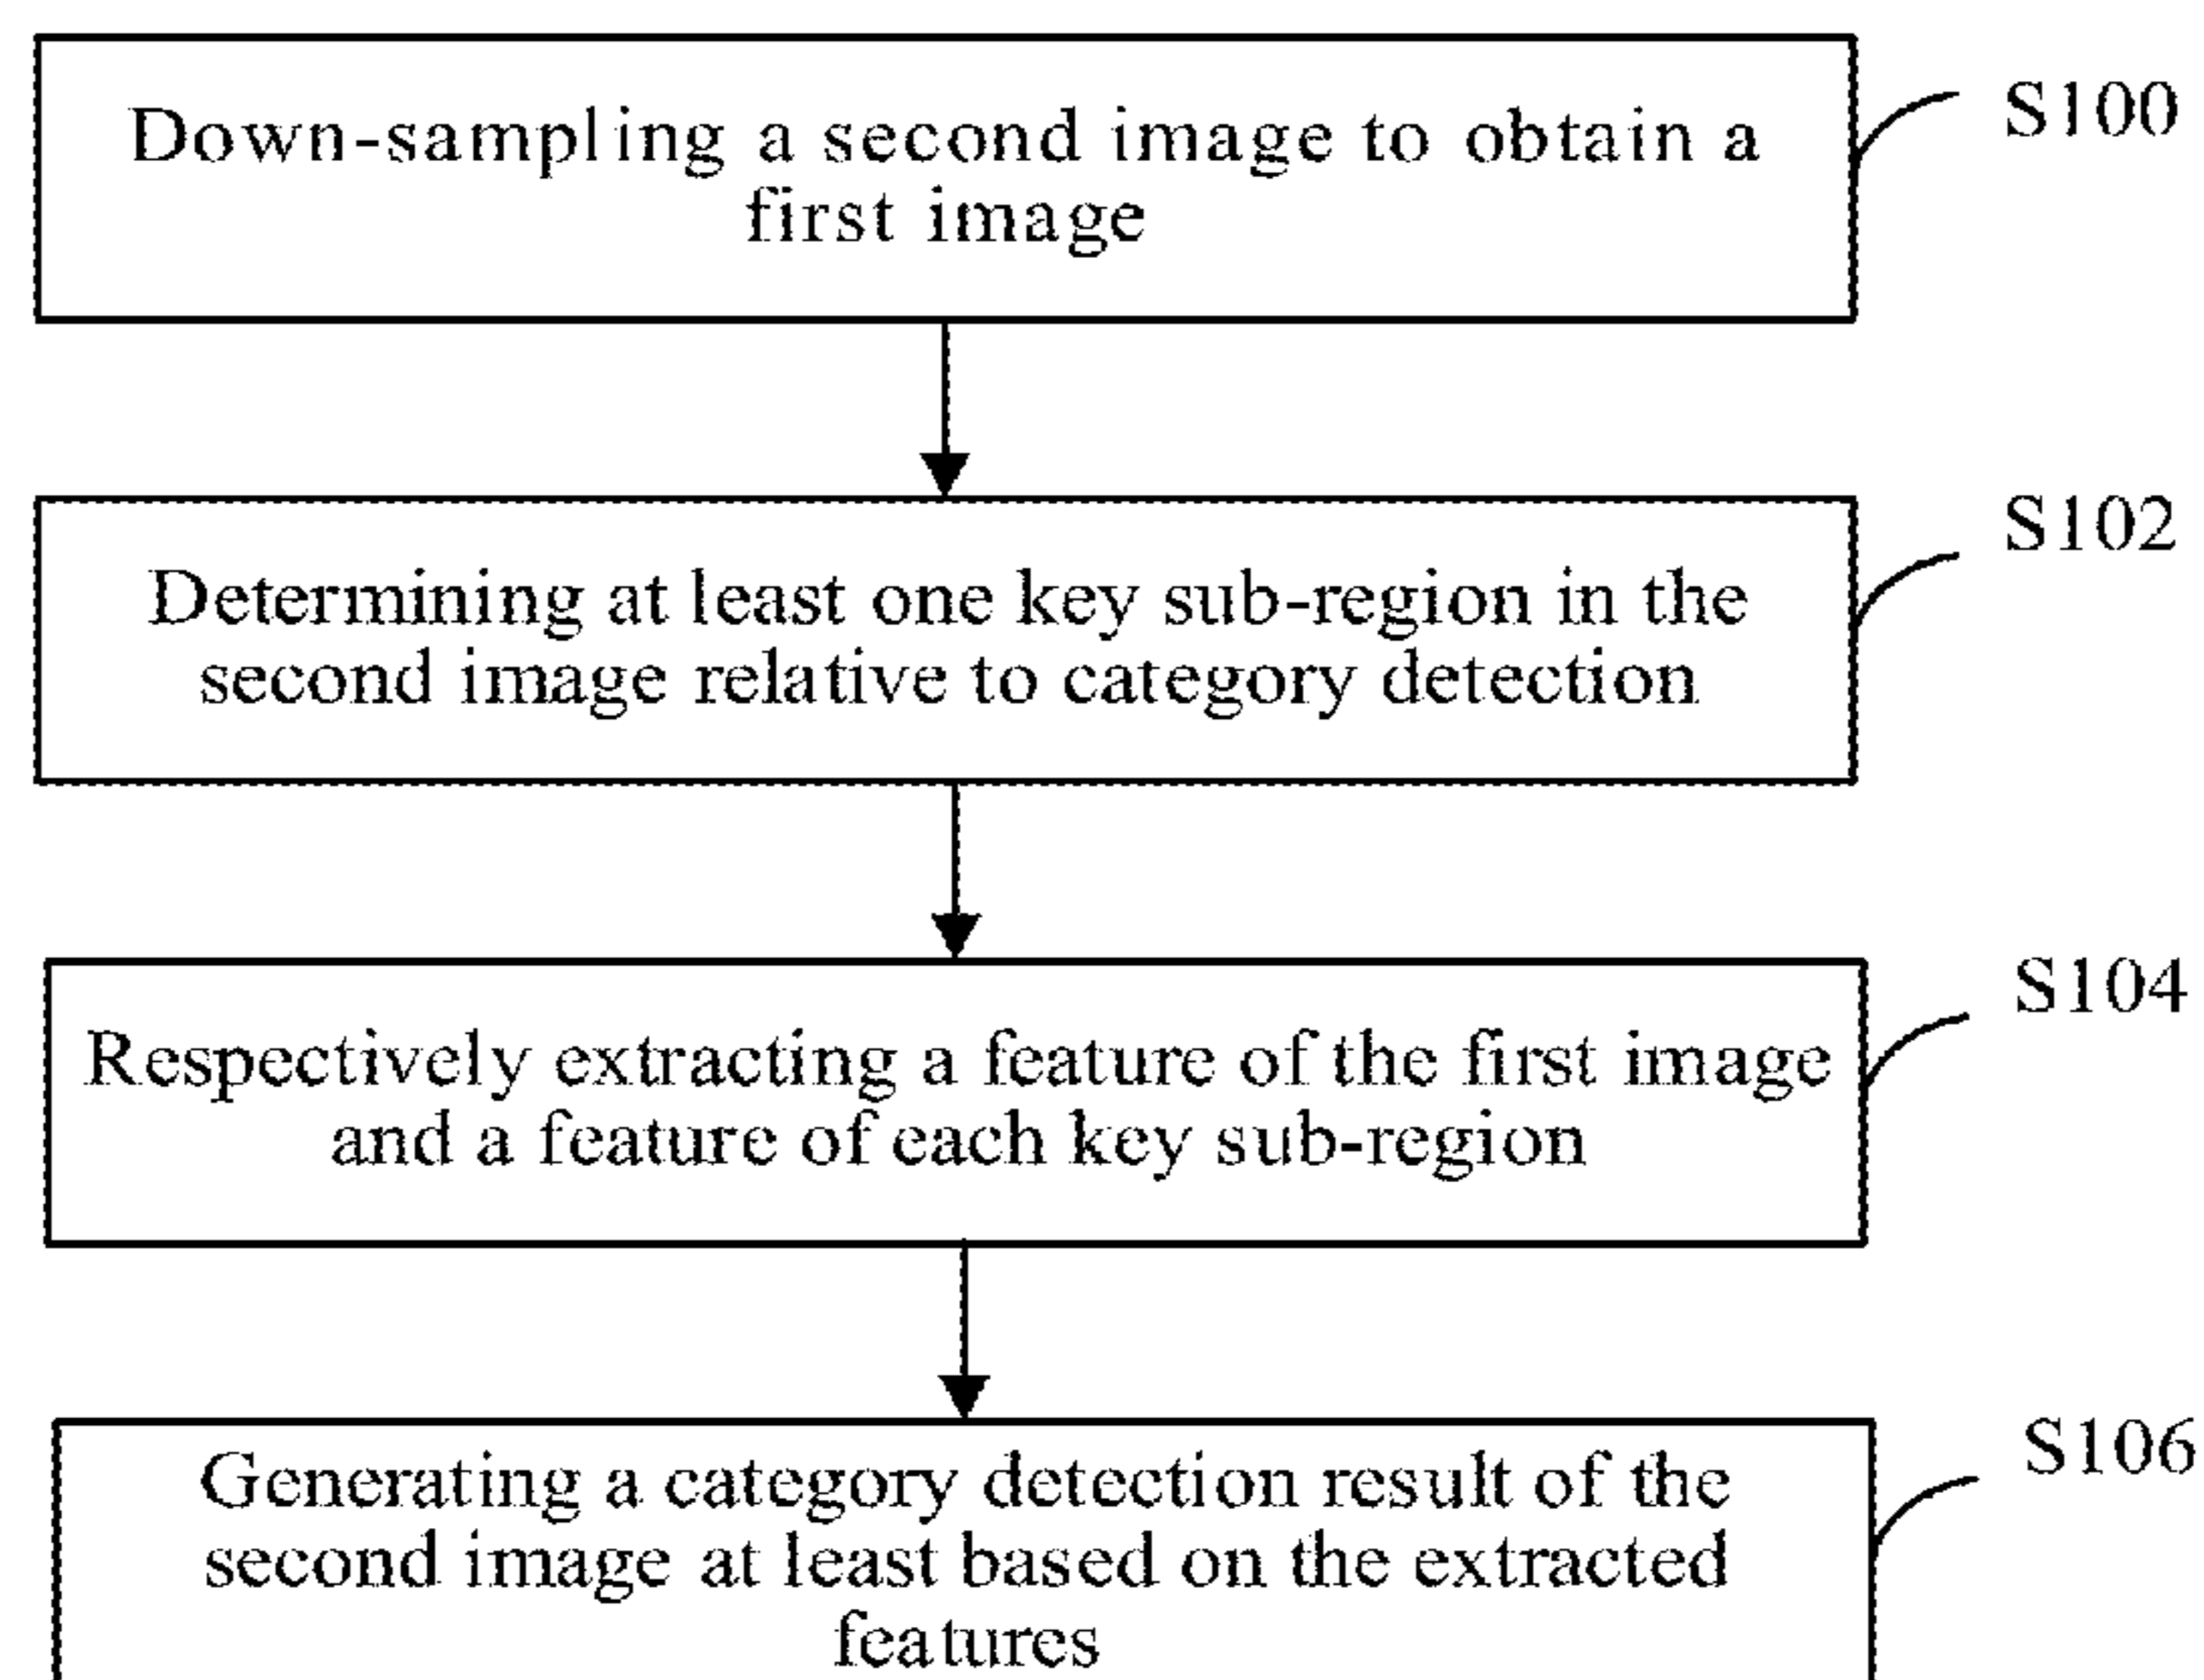 Down-sampling a second image to obtain a
first image
S100
Determining at least one key sub-region in the
second image relative to category detection
S102
Respectively extracting a feature of the first image
and a feature of each key sub-region
S104
Generating a category detection result of the
second image at least based on the extracted
features
S106